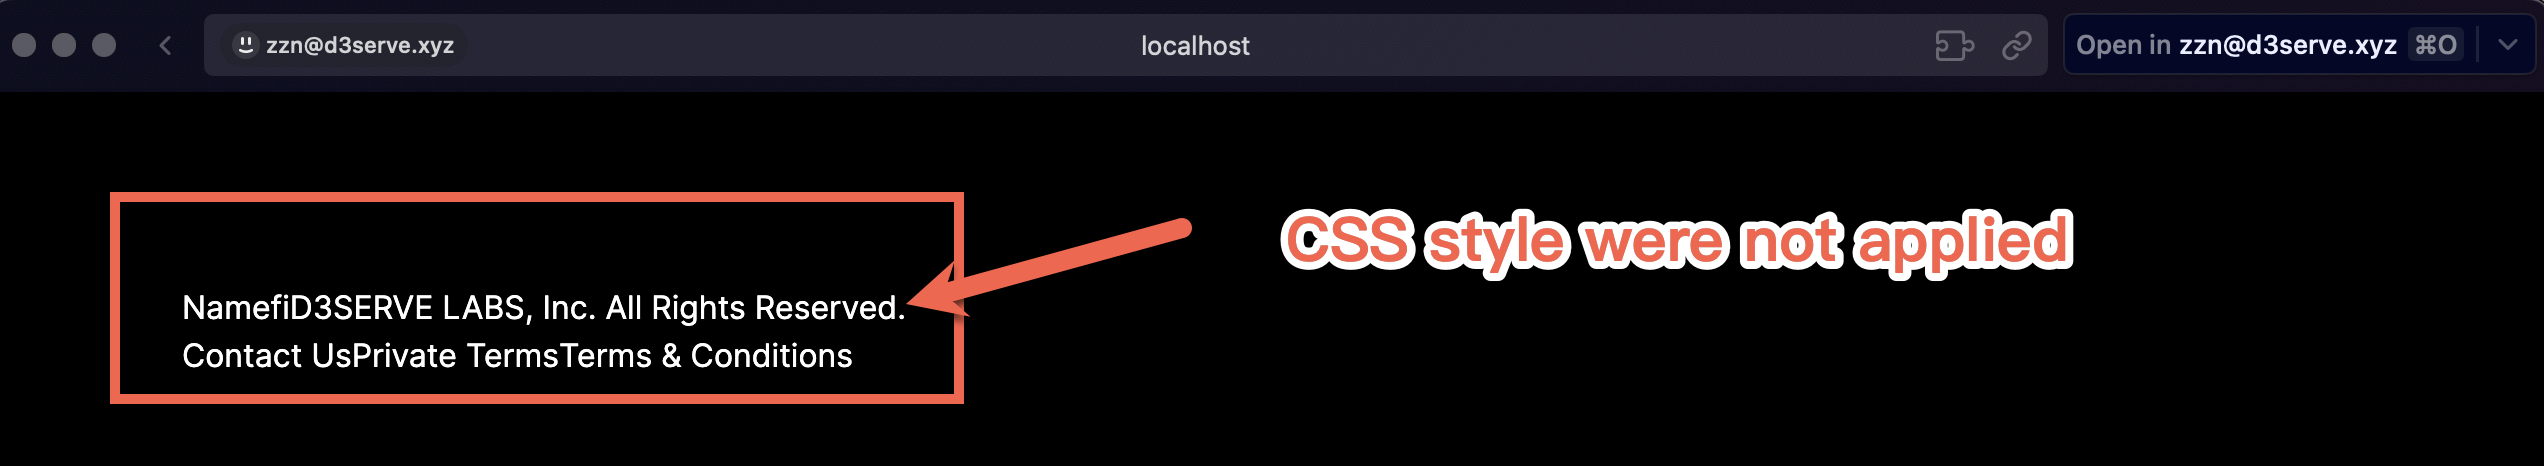 zzn@d3serve.xyz
localhost
Open in zzn@d3serve.xyz ⌘O
CSS style were not applied
NamefiD3SERVE LABS, Inc. All Rights Reserved.
Contact UsPrivate TermsTerms & Conditions